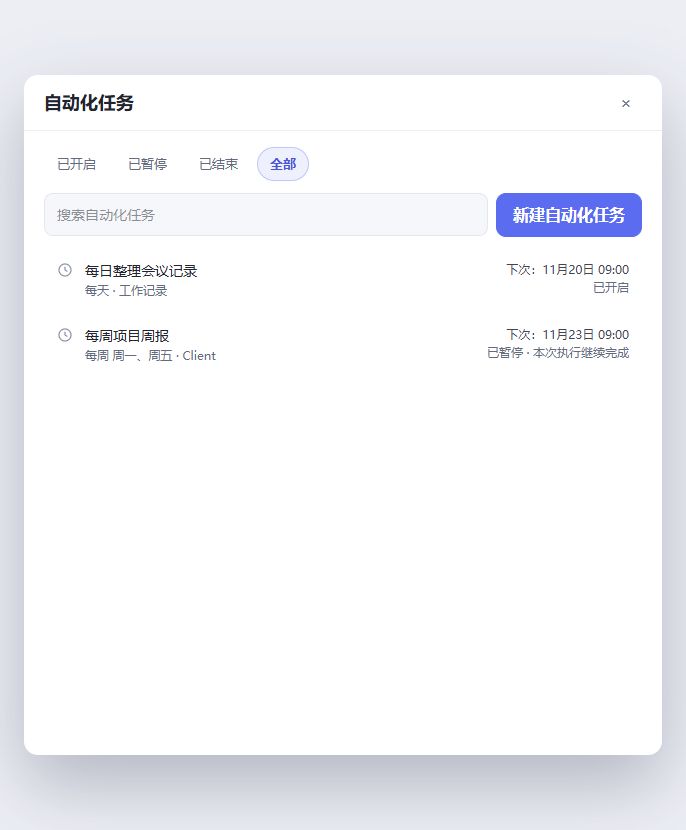 自动化任务 ×
已开启 已暂停 已结束 全部
搜索自动化任务 新建自动化任务
每日整理会议记录 下次：11月20日 09:00
每天 · 工作记录 已开启
每周项目周报 下次：11月23日 09:00
每周 周一、周五 · Client 已暂停 · 本次执行继续完成